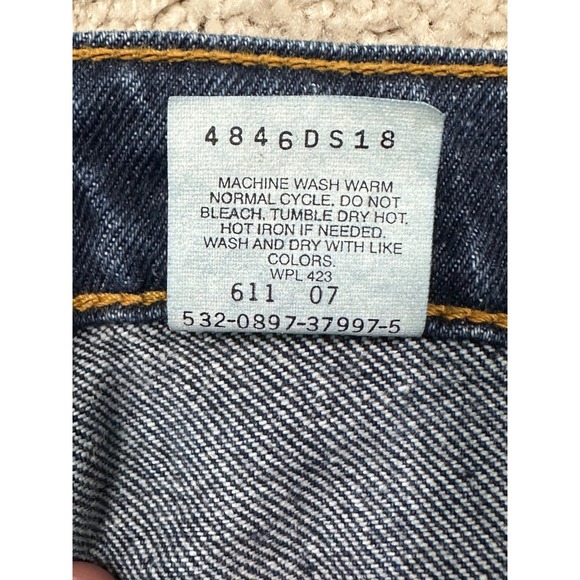 4846DS18
MACHINE WASH WARM
NORMAL CYCLE. DO NOT
BLEACH. TUMBLE DRY HOT.
HOT IRON IF NEEDED.
WASH AND DRY WITH LIKE
COLORS.
WPL 423
611 07
532-0897-37997-5